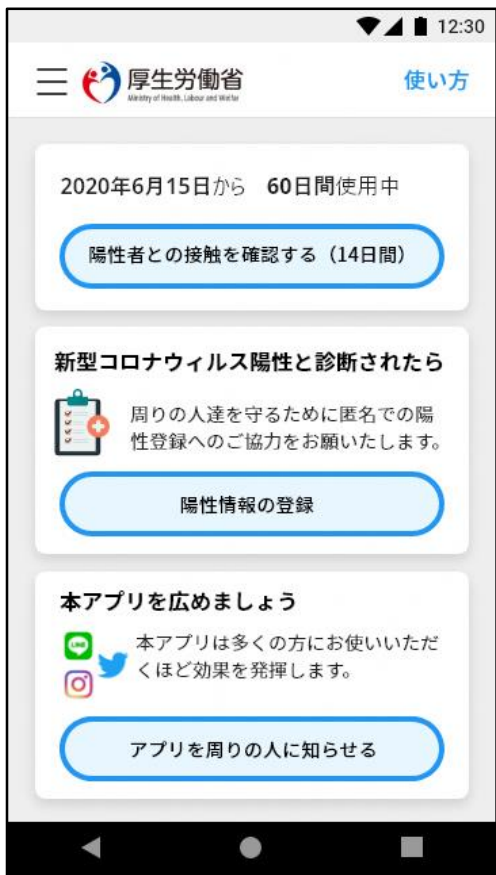 12:30
厚生労働省
Ministry of Health, Labour and Welfar
使い方
2020年6月15日から 60日間使用中
陽性者との接触を確認する（14日間）
新型コロナウィルス陽性と診断されたら
周りの人達を守るために匿名での陽
性登録へのご協力をお願いたします。
陽性情報の登録
本アプリを広めましょう
LINE
本アプリは多くの方にお使いいただ
くほど効果を発揮します。
アプリを周りの人に知らせる